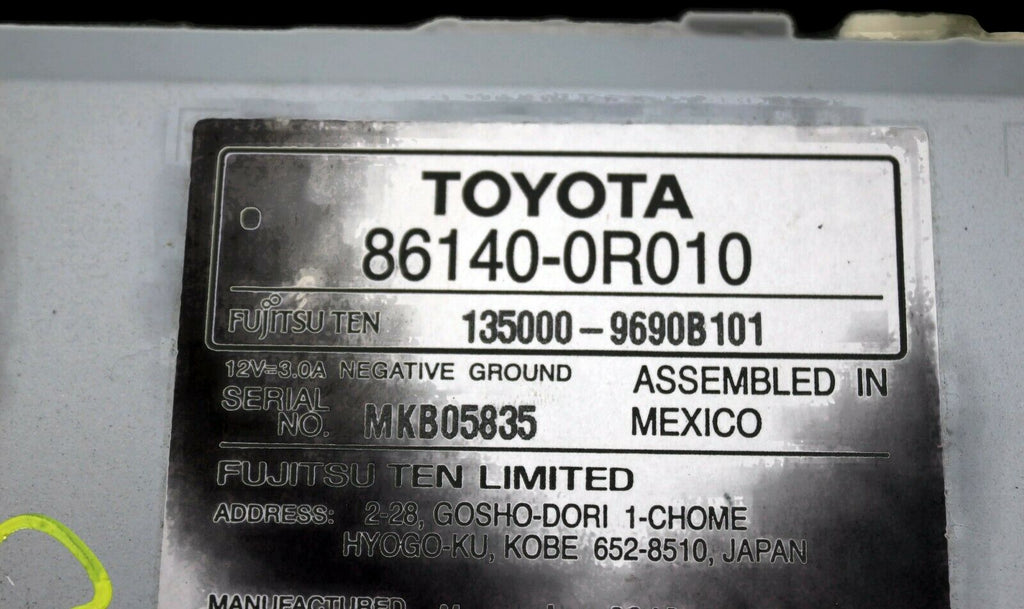 TOYOTA
86140-0R010
FUJITSU TEN 135000-9690B101
12V⎓3.0A NEGATIVE GROUND
SERIAL NO. MKB05835
ASSEMBLED IN
MEXICO
FUJITSU TEN LIMITED
ADDRESS: 2-28, GOSHO-DORI 1-CHOME
HYOGO-KU, KOBE 652-8510, JAPAN
MANUFACTURED